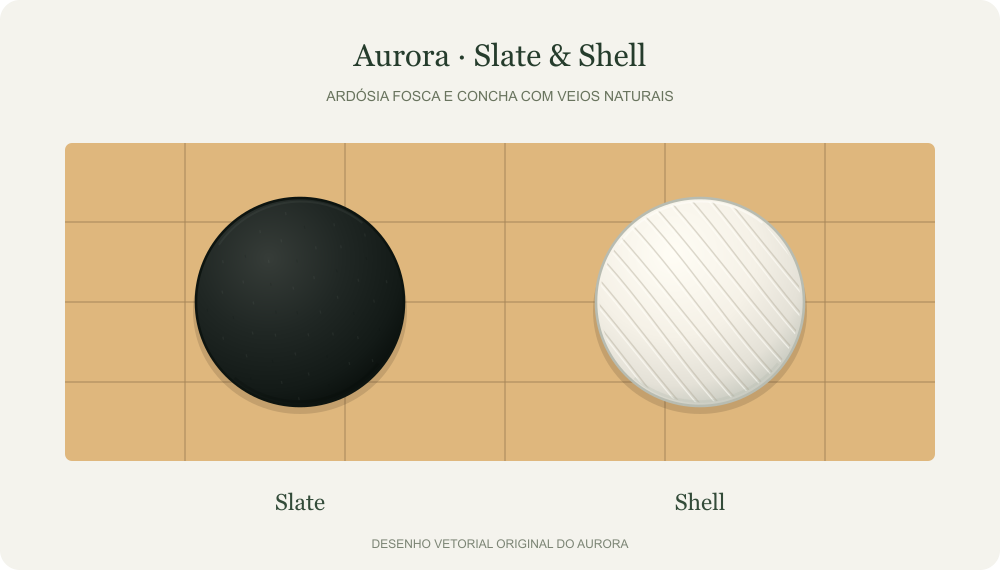 Aurora · Slate & Shell
ARDÓSIA FOSCA E CONCHA COM VEIOS NATURAIS
Slate
Shell
DESENHO VETORIAL ORIGINAL DO AURORA